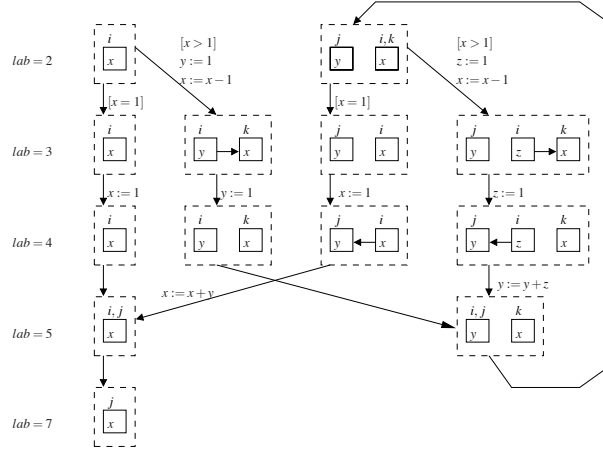 i
j
i,k
lab = 2
x
y
x
[x > 1]
y := 1
x := x − 1
[x > 1]
z := 1
x := x − 1
[x = 1]
[x = 1]
i
i
k
j
i
j
i
k
lab = 3
x
y
x
y
x
y
z
x
x := 1
y := 1
x := 1
z := 1
i
i
k
j
i
j
i
k
lab = 4
x
y
x
y
x
y
z
x
x := x + y
y := y + z
i, j
i, j
k
lab = 5
x
y
x
j
lab = 7
x